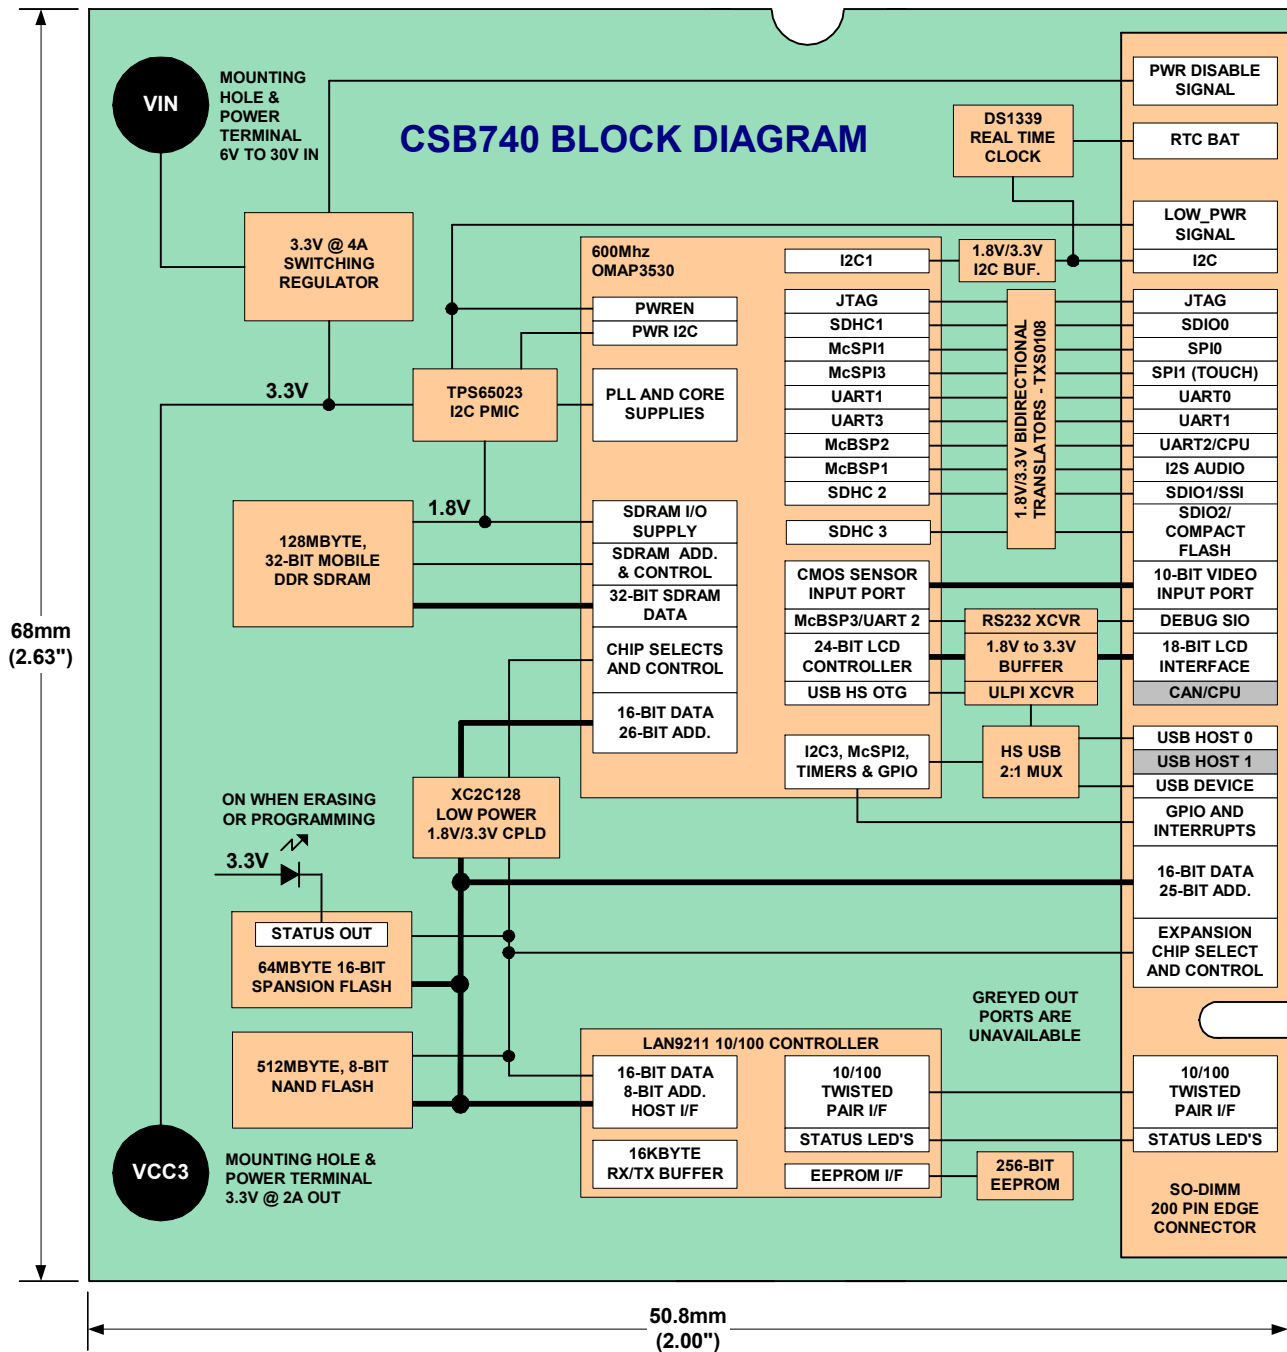 CSB740 BLOCK DIAGRAM
VIN
MOUNTING
HOLE &
POWER
TERMINAL
6V TO 30V IN
3.3V @ 4A
SWITCHING
REGULATOR
3.3V
TPS65023
I2C PMIC
1.8V
128MBYTE,
32-BIT MOBILE
DDR SDRAM
68mm
(2.63")
XC2C128
LOW POWER
1.8V/3.3V CPLD
ON WHEN ERASING
OR PROGRAMMING
3.3V
STATUS OUT
64MBYTE 16-BIT
SPANSION FLASH
512MBYTE, 8-BIT
NAND FLASH
VCC3
MOUNTING HOLE &
POWER TERMINAL
3.3V @ 2A OUT
600Mhz
OMAP3530
PWREN
PWR I2C
PLL AND CORE
SUPPLIES
SDRAM I/O
SUPPLY
SDRAM ADD.
& CONTROL
32-BIT SDRAM
DATA
CHIP SELECTS
AND CONTROL
16-BIT DATA
26-BIT ADD.
I2C1
JTAG
SDHC1
McSPI1
McSPI3
UART1
UART3
McBSP2
McBSP1
SDHC 2
SDHC 3
CMOS SENSOR
INPUT PORT
McBSP3/UART 2
24-BIT LCD
CONTROLLER
USB HS OTG
I2C3, McSPI2,
TIMERS & GPIO
DS1339
REAL TIME
CLOCK
1.8V/3.3V
I2C BUF.
1.8V/3.3V BIDIRECTIONAL
TRANSLATORS - TXS0108
RS232 XCVR
1.8V to 3.3V
BUFFER
ULPI XCVR
HS USB
2:1 MUX
GREYED OUT
PORTS ARE
UNAVAILABLE
LAN9211 10/100 CONTROLLER
16-BIT DATA
8-BIT ADD.
HOST I/F
16KBYTE
RX/TX BUFFER
10/100
TWISTED
PAIR I/F
STATUS LED'S
EEPROM I/F
256-BIT
EEPROM
PWR DISABLE
SIGNAL
RTC BAT
LOW_PWR
SIGNAL
I2C
JTAG
SDIO0
SPI0
SPI1 (TOUCH)
UART0
UART1
UART2/CPU
I2S AUDIO
SDIO1/SSI
SDIO2/
COMPACT
FLASH
10-BIT VIDEO
INPUT PORT
DEBUG SIO
18-BIT LCD
INTERFACE
CAN/CPU
USB HOST 0
USB HOST 1
USB DEVICE
GPIO AND
INTERRUPTS
16-BIT DATA
25-BIT ADD.
EXPANSION
CHIP SELECT
AND CONTROL
10/100
TWISTED
PAIR I/F
STATUS LED'S
SO-DIMM
200 PIN EDGE
CONNECTOR
50.8mm
(2.00")